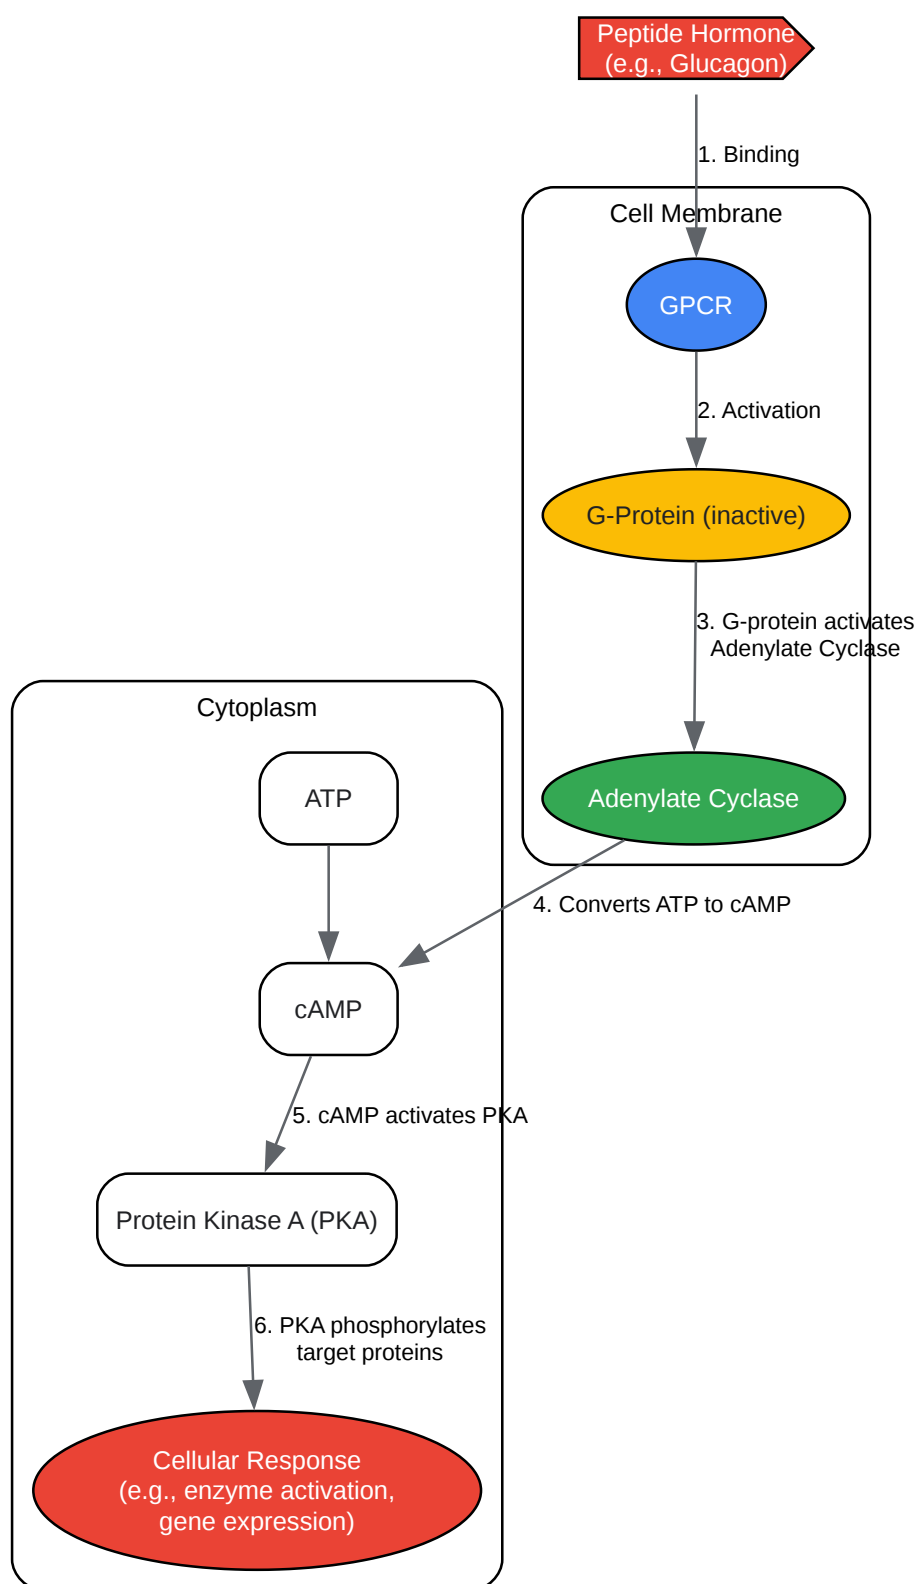 Peptide Hormone
(e.g., Glucagon)
1. Binding
Cell Membrane
GPCR
2. Activation
G-Protein (inactive)
3. G-protein activates
Adenylate Cyclase
Cytoplasm
ATP
Adenylate Cyclase
4. Converts ATP to cAMP
cAMP
5. cAMP activates PKA
Protein Kinase A (PKA)
6. PKA phosphorylates
target proteins
Cellular Response
(e.g., enzyme activation,
gene expression)